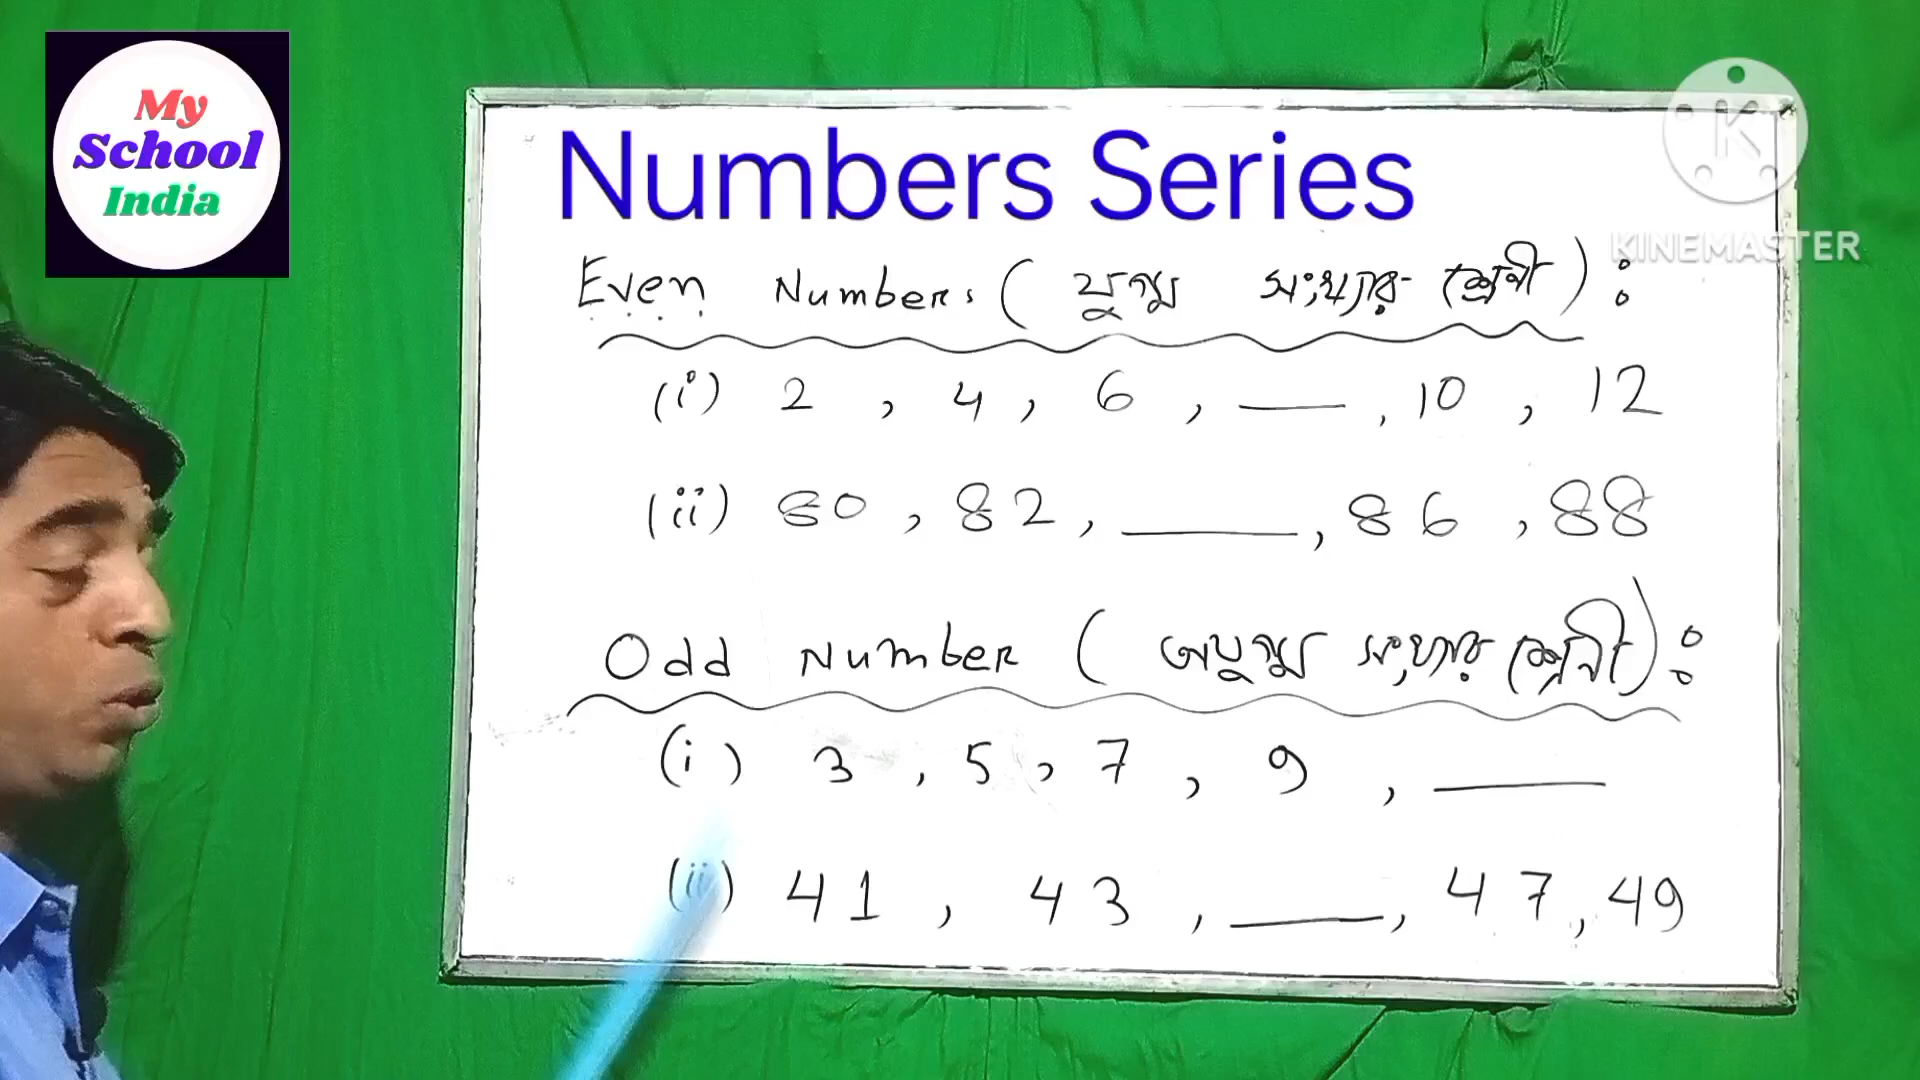 My
School
India
Numbers Series
KINEMASTER
Even Numbers ( যুগ্ম সংখ্যার শ্রেণী ) :
(i) 2 , 4 , 6 , ___ , 10 , 12
(ii) 80 , 82 , ___ , 86 , 88
Odd Number ( অযুগ্ম সংখ্যার শ্রেণী ) :
(i) 3 , 5 , 7 , 9 , ___
(ii) 41 , 43 , ___ , 47 , 49